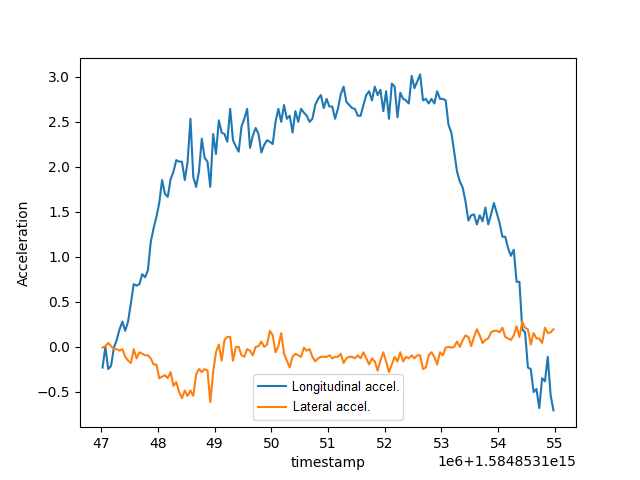 3.0
2.5
2.0
1.5
1.0
0.5
0.0
−0.5
Acceleration
Longitudinal accel.
Lateral accel.
47 48 49 50 51 52 53 54 55
timestamp
1e6+1.5848531e15